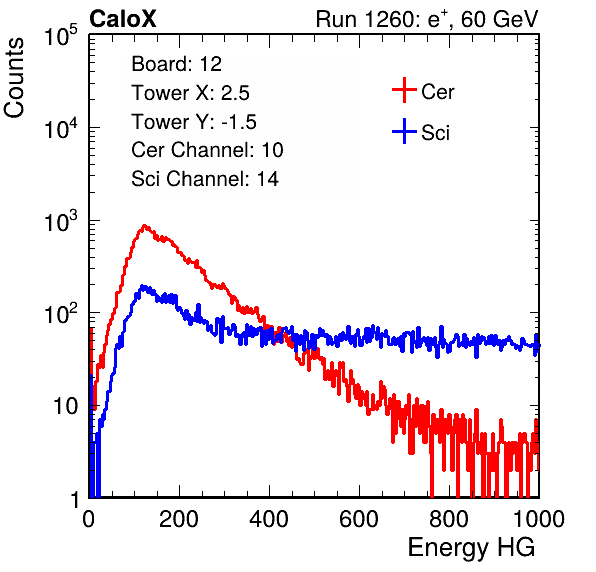 CaloX Run 1260: e⁺, 60 GeV
Counts
Board: 12
Tower X: 2.5
Tower Y: -1.5
Cer Channel: 10
Sci Channel: 14
Cer
Sci
10⁵
10⁴
10³
10²
10
1
0 200 400 600 800 1000
Energy HG